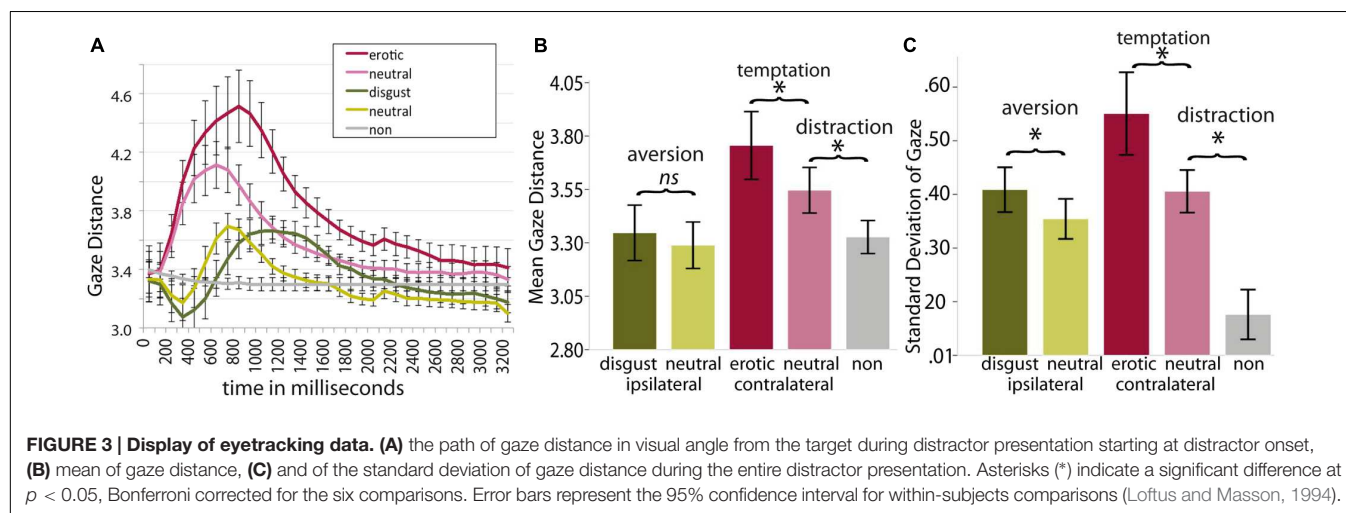 A
erotic
neutral
disgust
neutral
non
Gaze Distance
4.6
4.2
3.8
3.4
3.0
0
200
400
600
800
1000
1200
1400
1600
1800
2000
2200
2400
2600
2800
3000
3200
time in milliseconds
B
Mean Gaze Distance
4.05
3.80
3.55
3.30
3.05
2.80
aversion
ns
temptation
*
distraction
*
disgust neutral erotic neutral non
ipsilateral contralateral
C
Standard Deviation of Gaze
.60
.50
.40
.30
.20
.01
temptation
*
aversion
*
distraction
*
disgust neutral erotic neutral non
ipsilateral contralateral
FIGURE 3 | Display of eyetracking data. (A) the path of gaze distance in visual angle from the target during distractor presentation starting at distractor onset,
(B) mean of gaze distance, (C) and of the standard deviation of gaze distance during the entire distractor presentation. Asterisks (*) indicate a significant difference at
p < 0.05, Bonferroni corrected for the six comparisons. Error bars represent the 95% confidence interval for within-subjects comparisons (Loftus and Masson, 1994).